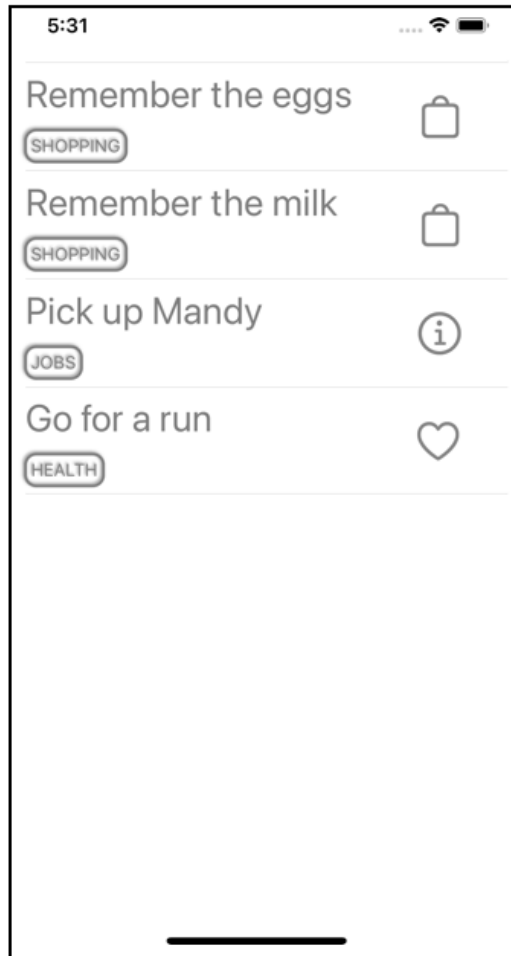 5:31
Remember the eggs
SHOPPING
Remember the milk
SHOPPING
Pick up Mandy
JOBS
Go for a run
HEALTH